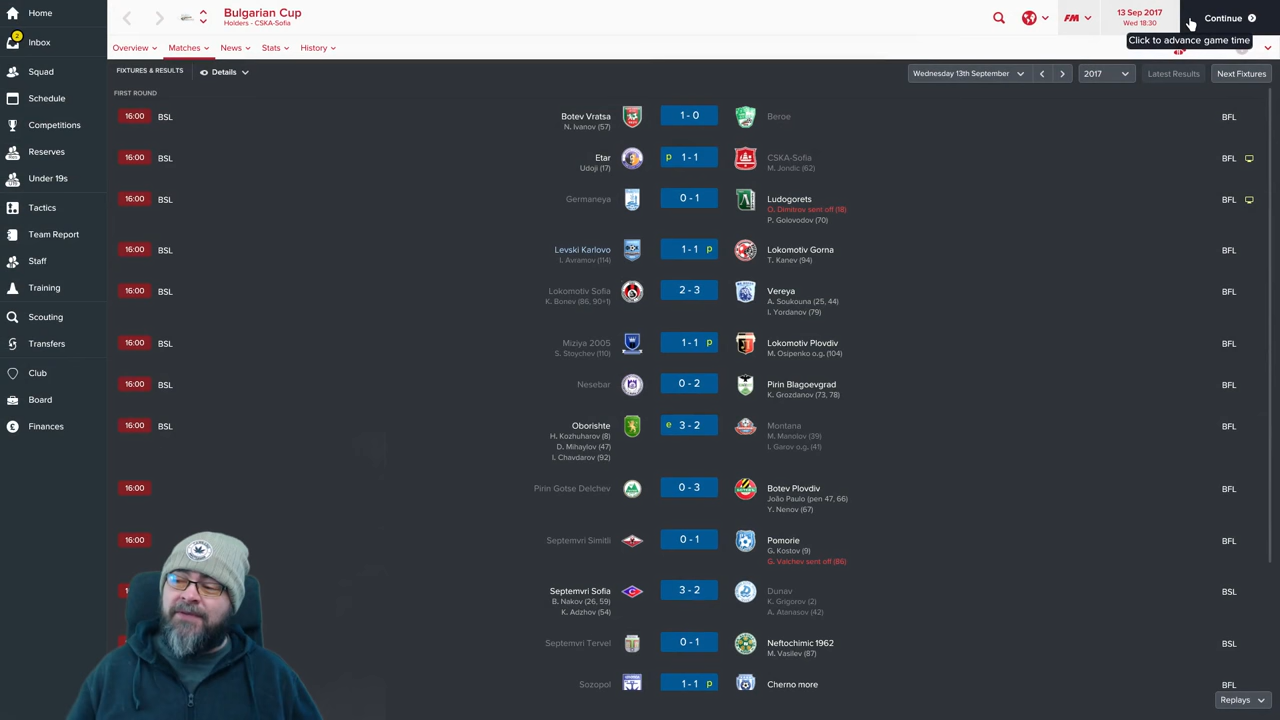 Home
2
Inbox
Squad
Schedule
Competitions
Reserves
Under 19s
Tactics
Team Report
Staff
Training
Scouting
Transfers
Club
Board
Finances
Bulgarian Cup
Holders - CSKA-Sofia
FM
13 Sep 2017
Wed 18:30
Continue
Click to advance game time
Overview
Matches
News
Stats
History
FIXTURES & RESULTS
Details
Wednesday 13th September
2017
Latest Results
Next Fixtures
FIRST ROUND
16:00 BSL Botev Vratsa 1 - 0 Beroe BFL
N. Ivanov (57)
16:00 BSL Etar p 1 - 1 CSKA-Sofia BFL
Udoji (17) M. Jondic (62)
16:00 BSL Germaneya 0 - 1 Ludogorets BFL
O. Dimitrov sent off (18)
P. Golovodov (70)
16:00 BSL Levski Karlovo 1 - 1 p Lokomotiv Gorna BFL
I. Avramov (114) T. Kanev (94)
16:00 BSL Lokomotiv Sofia 2 - 3 Vereya BFL
K. Bonev (86, 90+1) A. Soukouna (25, 44)
I. Yordanov (79)
16:00 BSL Miziya 2005 1 - 1 p Lokomotiv Plovdiv BFL
S. Stoychev (110) M. Osipenko o.g. (104)
16:00 BSL Nesebar 0 - 2 Pirin Blagoevgrad BFL
K. Grozdanov (73, 78)
16:00 BSL Oborishte e 3 - 2 Montana BFL
H. Kozhuharov (8) M. Manolov (39)
D. Mihaylov (47) I. Garov o.g. (41)
I. Chavdarov (92)
16:00 Pirin Gotse Delchev 0 - 3 Botev Plovdiv BFL
João Paulo (pen 47, 66)
Y. Nenov (67)
16:00 Septemvri Simitli 0 - 1 Pomorie BFL
G. Kostov (9)
G. Valchev sent off (86)
Septemvri Sofia 3 - 2 Dunav BSL
B. Nakov (26, 59) K. Grigorov (2)
K. Adzhov (54) A. Atanasov (42)
Septemvri Tervel 0 - 1 Neftochimic 1962 BSL
M. Vasilev (87)
Sozopol 1 - 1 p Cherno more BFL
Replays